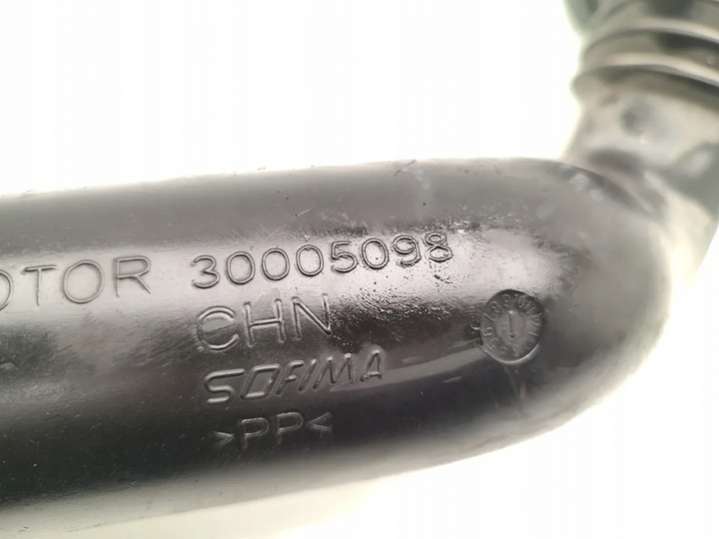 OTOR 30005098
CHN
SOFIMA
>PP<